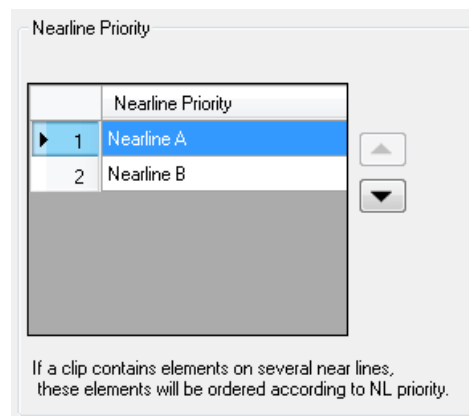 Nearline Priority
Nearline Priority
1 Nearline A
2 Nearline B
If a clip contains elements on several near lines,
these elements will be ordered according to NL priority.